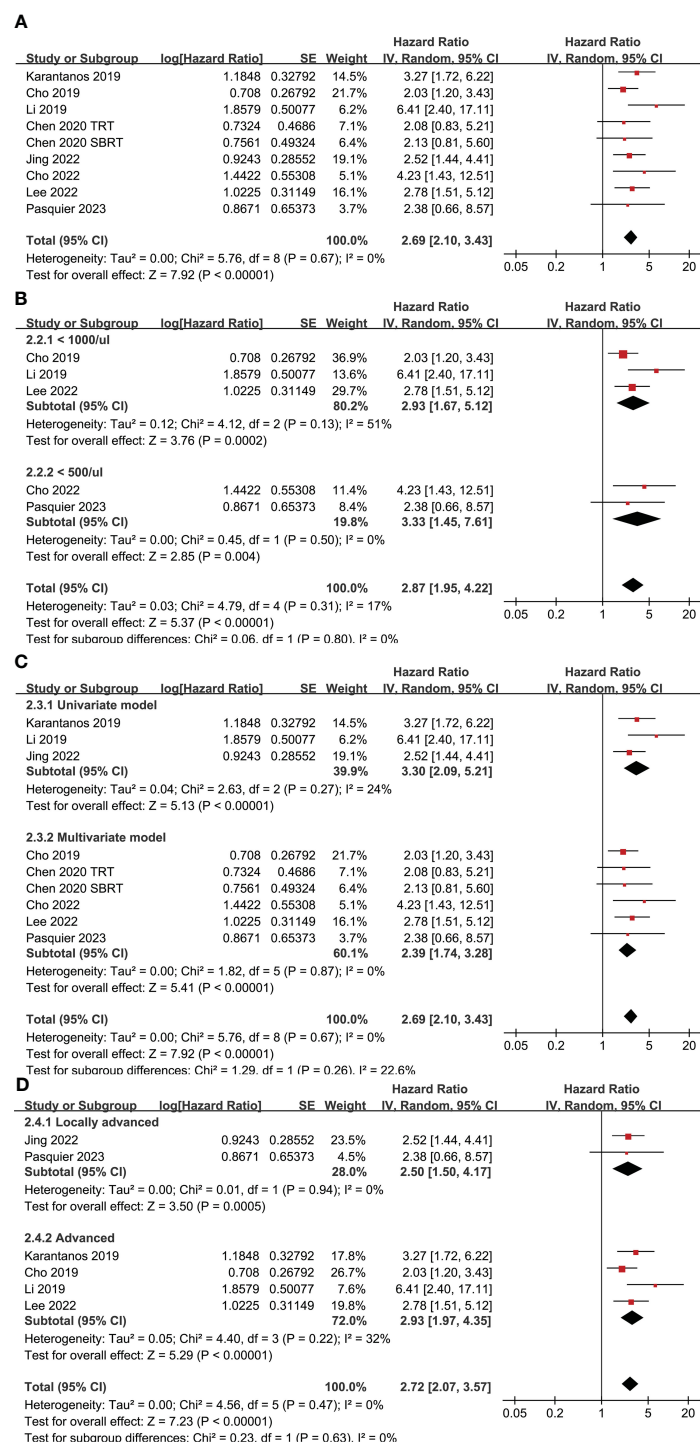 A
Hazard Ratio Hazard Ratio
Study or Subgroup log[Hazard Ratio] SE Weight IV, Random, 95% CI IV, Random, 95% CI
Karantanos 2019 1.1848 0.32792 14.5% 3.27 [1.72, 6.22]
Cho 2019 0.708 0.26792 21.7% 2.03 [1.20, 3.43]
Li 2019 1.8579 0.50077 6.2% 6.41 [2.40, 17.11]
Chen 2020 TRT 0.7324 0.4686 7.1% 2.08 [0.83, 5.21]
Chen 2020 SBRT 0.7561 0.49324 6.4% 2.13 [0.81, 5.60]
Jing 2022 0.9243 0.28552 19.1% 2.52 [1.44, 4.41]
Cho 2022 1.4422 0.55308 5.1% 4.23 [1.43, 12.51]
Lee 2022 1.0225 0.31149 16.1% 2.78 [1.51, 5.12]
Pasquier 2023 0.8671 0.65373 3.7% 2.38 [0.66, 8.57]
Total (95% CI) 100.0% 2.69 [2.10, 3.43]
Heterogeneity: Tau² = 0.00; Chi² = 5.76, df = 8 (P = 0.67); I² = 0%
Test for overall effect: Z = 7.92 (P < 0.00001)
0.05 0.2 1 5 20
B
Hazard Ratio Hazard Ratio
Study or Subgroup log[Hazard Ratio] SE Weight IV, Random, 95% CI IV, Random, 95% CI
2.2.1 < 1000/ul
Cho 2019 0.708 0.26792 36.9% 2.03 [1.20, 3.43]
Li 2019 1.8579 0.50077 13.6% 6.41 [2.40, 17.11]
Lee 2022 1.0225 0.31149 29.7% 2.78 [1.51, 5.12]
Subtotal (95% CI) 80.2% 2.93 [1.67, 5.12]
Heterogeneity: Tau² = 0.12; Chi² = 4.12, df = 2 (P = 0.13); I² = 51%
Test for overall effect: Z = 3.76 (P = 0.0002)
2.2.2 < 500/ul
Cho 2022 1.4422 0.55308 11.4% 4.23 [1.43, 12.51]
Pasquier 2023 0.8671 0.65373 8.4% 2.38 [0.66, 8.57]
Subtotal (95% CI) 19.8% 3.33 [1.45, 7.61]
Heterogeneity: Tau² = 0.00; Chi² = 0.45, df = 1 (P = 0.50); I² = 0%
Test for overall effect: Z = 2.85 (P = 0.004)
Total (95% CI) 100.0% 2.87 [1.95, 4.22]
Heterogeneity: Tau² = 0.03; Chi² = 4.79, df = 4 (P = 0.31); I² = 17%
Test for overall effect: Z = 5.37 (P < 0.00001)
Test for subgroup differences: Chi² = 0.06, df = 1 (P = 0.80), I² = 0%
0.05 0.2 1 5 20
C
Hazard Ratio Hazard Ratio
Study or Subgroup log[Hazard Ratio] SE Weight IV, Random, 95% CI IV, Random, 95% CI
2.3.1 Univariate model
Karantanos 2019 1.1848 0.32792 14.5% 3.27 [1.72, 6.22]
Li 2019 1.8579 0.50077 6.2% 6.41 [2.40, 17.11]
Jing 2022 0.9243 0.28552 19.1% 2.52 [1.44, 4.41]
Subtotal (95% CI) 39.9% 3.30 [2.09, 5.21]
Heterogeneity: Tau² = 0.04; Chi² = 2.63, df = 2 (P = 0.27); I² = 24%
Test for overall effect: Z = 5.13 (P < 0.00001)
2.3.2 Multivariate model
Cho 2019 0.708 0.26792 21.7% 2.03 [1.20, 3.43]
Chen 2020 TRT 0.7324 0.4686 7.1% 2.08 [0.83, 5.21]
Chen 2020 SBRT 0.7561 0.49324 6.4% 2.13 [0.81, 5.60]
Cho 2022 1.4422 0.55308 5.1% 4.23 [1.43, 12.51]
Lee 2022 1.0225 0.31149 16.1% 2.78 [1.51, 5.12]
Pasquier 2023 0.8671 0.65373 3.7% 2.38 [0.66, 8.57]
Subtotal (95% CI) 60.1% 2.39 [1.74, 3.28]
Heterogeneity: Tau² = 0.00; Chi² = 1.82, df = 5 (P = 0.87); I² = 0%
Test for overall effect: Z = 5.41 (P < 0.00001)
Total (95% CI) 100.0% 2.69 [2.10, 3.43]
Heterogeneity: Tau² = 0.00; Chi² = 5.76, df = 8 (P = 0.67); I² = 0%
Test for overall effect: Z = 7.92 (P < 0.00001)
Test for subgroup differences: Chi² = 1.29, df = 1 (P = 0.26), I² = 22.6%
0.05 0.2 1 5 20
D
Hazard Ratio Hazard Ratio
Study or Subgroup log[Hazard Ratio] SE Weight IV, Random, 95% CI IV, Random, 95% CI
2.4.1 Locally advanced
Jing 2022 0.9243 0.28552 23.5% 2.52 [1.44, 4.41]
Pasquier 2023 0.8671 0.65373 4.5% 2.38 [0.66, 8.57]
Subtotal (95% CI) 28.0% 2.50 [1.50, 4.17]
Heterogeneity: Tau² = 0.00; Chi² = 0.01, df = 1 (P = 0.94); I² = 0%
Test for overall effect: Z = 3.50 (P = 0.0005)
2.4.2 Advanced
Karantanos 2019 1.1848 0.32792 17.8% 3.27 [1.72, 6.22]
Cho 2019 0.708 0.26792 26.7% 2.03 [1.20, 3.43]
Li 2019 1.8579 0.50077 7.6% 6.41 [2.40, 17.11]
Lee 2022 1.0225 0.31149 19.8% 2.78 [1.51, 5.12]
Subtotal (95% CI) 72.0% 2.93 [1.97, 4.35]
Heterogeneity: Tau² = 0.05; Chi² = 4.40, df = 3 (P = 0.22); I² = 32%
Test for overall effect: Z = 5.29 (P < 0.00001)
Total (95% CI) 100.0% 2.72 [2.07, 3.57]
Heterogeneity: Tau² = 0.00; Chi² = 4.56, df = 5 (P = 0.47); I² = 0%
Test for overall effect: Z = 7.23 (P < 0.00001)
Test for subgroup differences: Chi² = 0.23, df = 1 (P = 0.63), I² = 0%
0.05 0.2 1 5 20